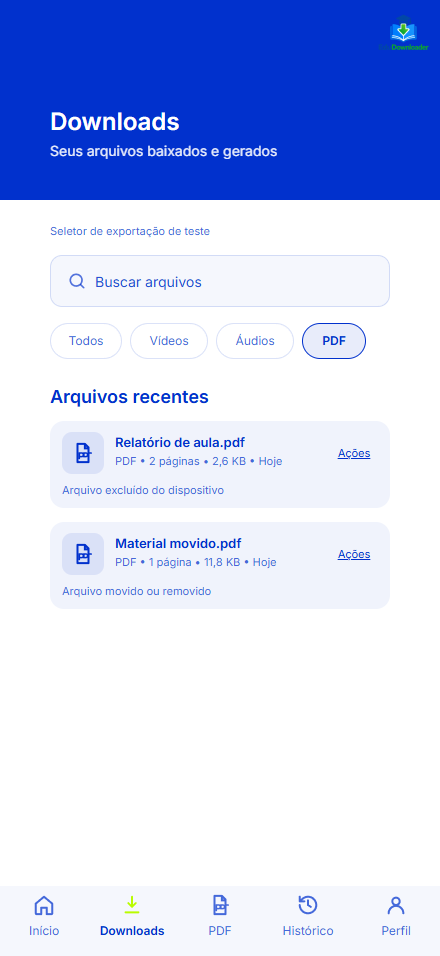 Downloader
Downloads
Seus arquivos baixados e gerados
Seletor de exportação de teste
Buscar arquivos
Todos
Vídeos
Áudios
PDF
Arquivos recentes
Relatório de aula.pdf
PDF • 2 páginas • 2,6 KB • Hoje
Ações
Arquivo excluído do dispositivo
Material movido.pdf
PDF • 1 página • 11,8 KB • Hoje
Ações
Arquivo movido ou removido
Início
Downloads
PDF
Histórico
Perfil